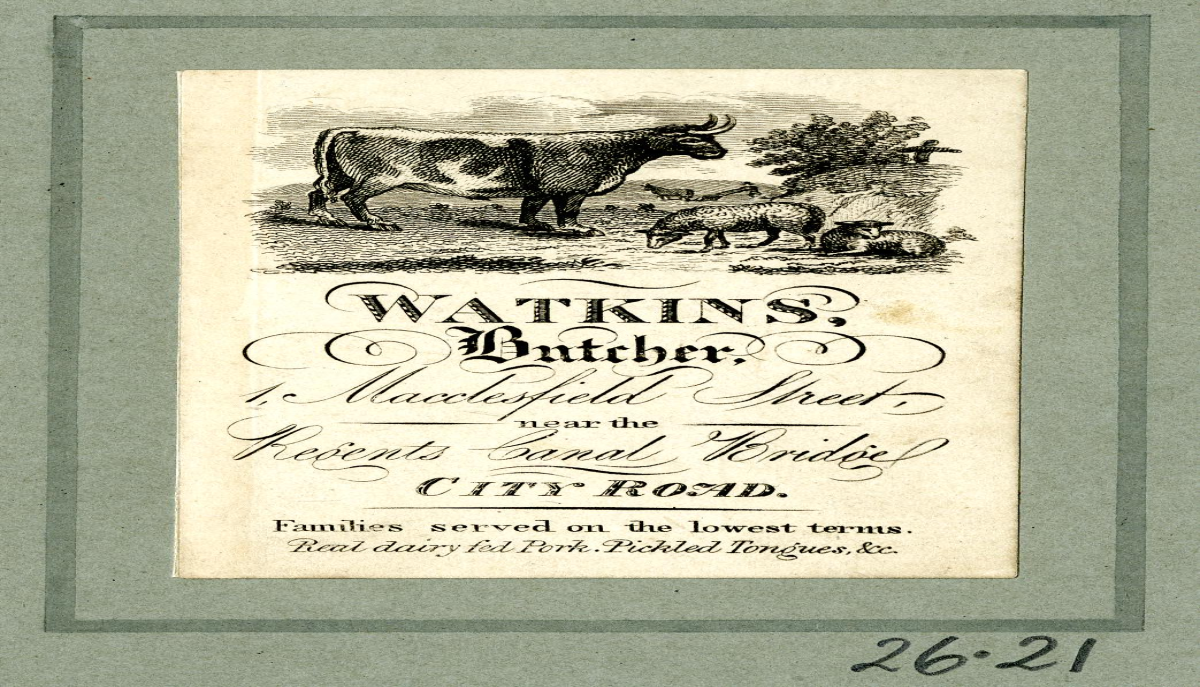 WATKINS,
Butcher,
1, Macclesfield Street,
near the
Regents Canal Bridge
CITY ROAD.
Families served on the lowest terms.
Real dairy fed Pork. Pickled Tongues, &c.
26·21